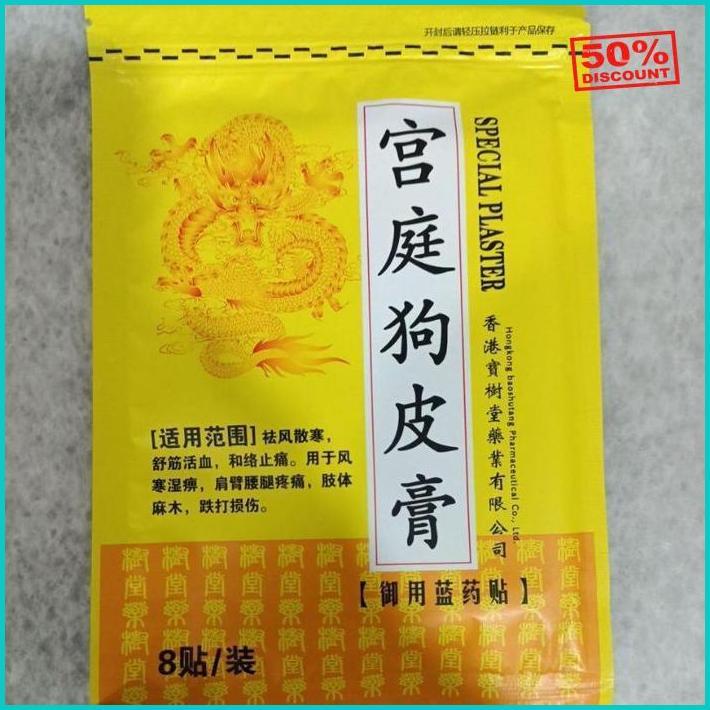 开封后请轻压拉链利于产品保存
50%
DISCOUNT
宫庭狗皮膏
SPECIAL PLASTER
香港寳樹堂藥業有限公司
Hongkong baoshutang Pharmaceutical Co., Ltd.
[适用范围] 祛风散寒，
舒筋活血，和络止痛。用于风
寒湿痹，肩臂腰腿疼痛，肢体
麻木，跌打损伤。
【御用蓝药贴】
8贴/装